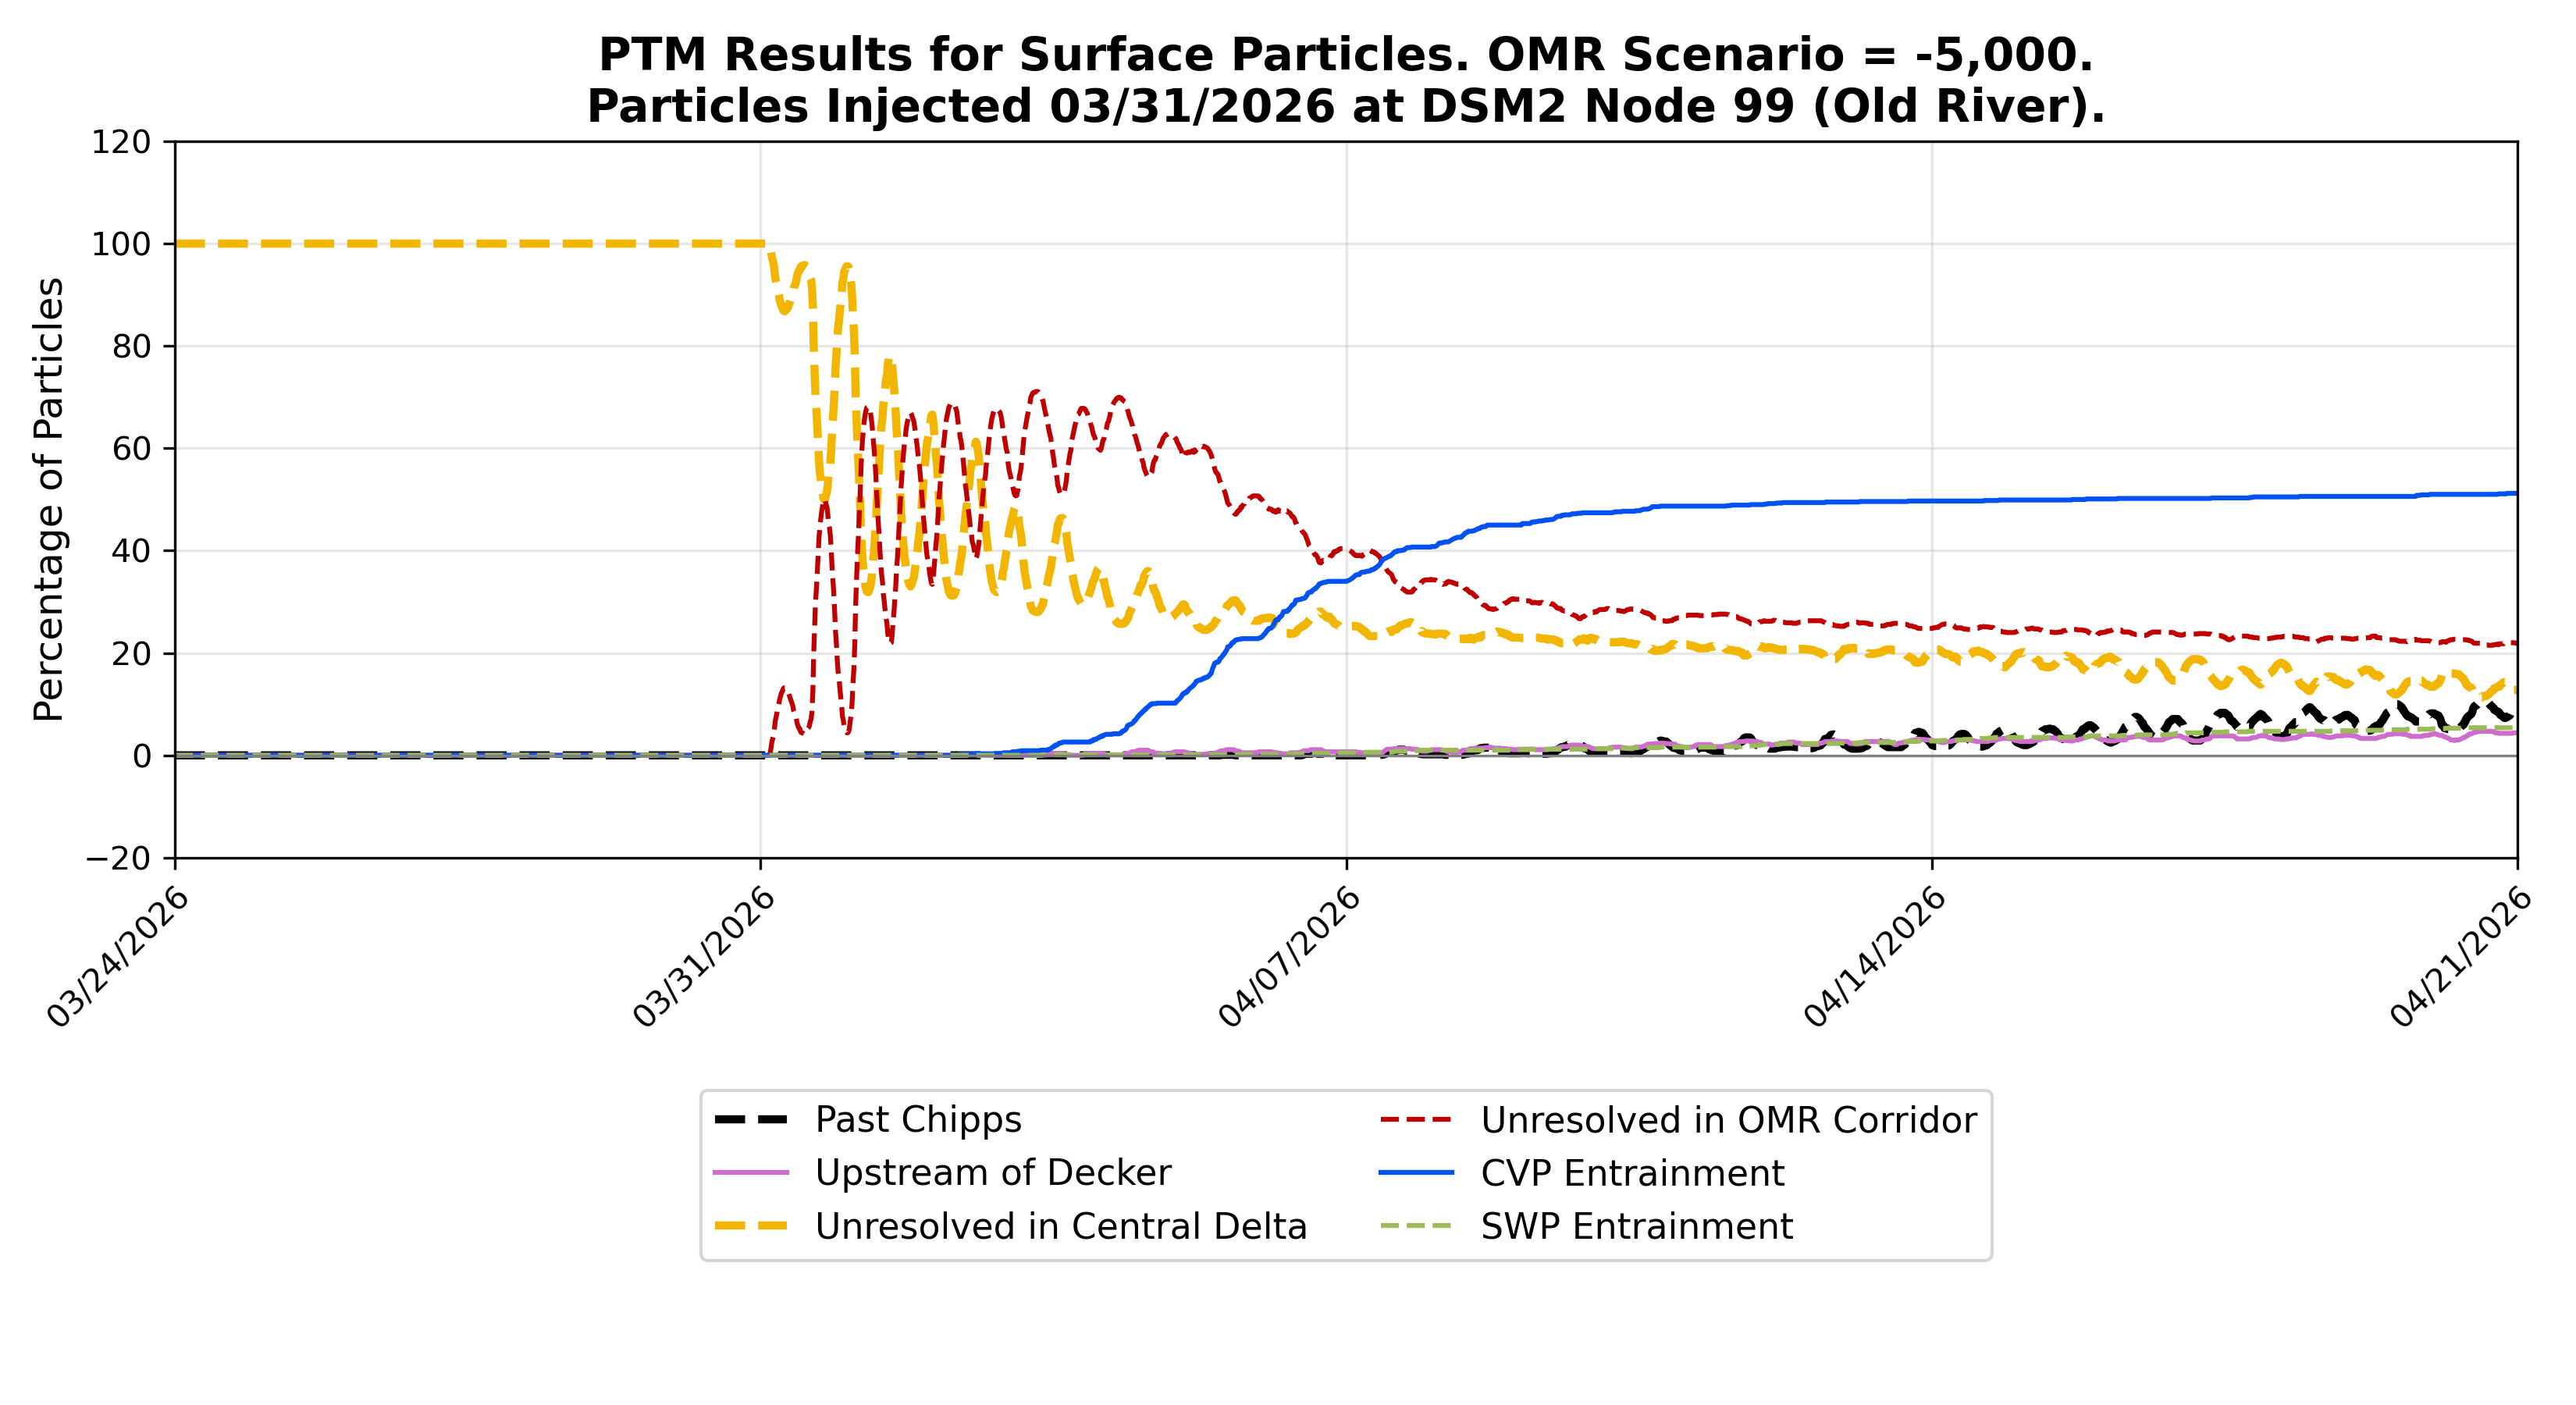 PTM Results for Surface Particles. OMR Scenario = -5,000.
Particles Injected 03/31/2026 at DSM2 Node 99 (Old River).
Percentage of Particles
120
100
80
60
40
20
0
−20
03/24/2026
03/31/2026
04/07/2026
04/14/2026
04/21/2026
Past Chipps
Upstream of Decker
Unresolved in Central Delta
Unresolved in OMR Corridor
CVP Entrainment
SWP Entrainment